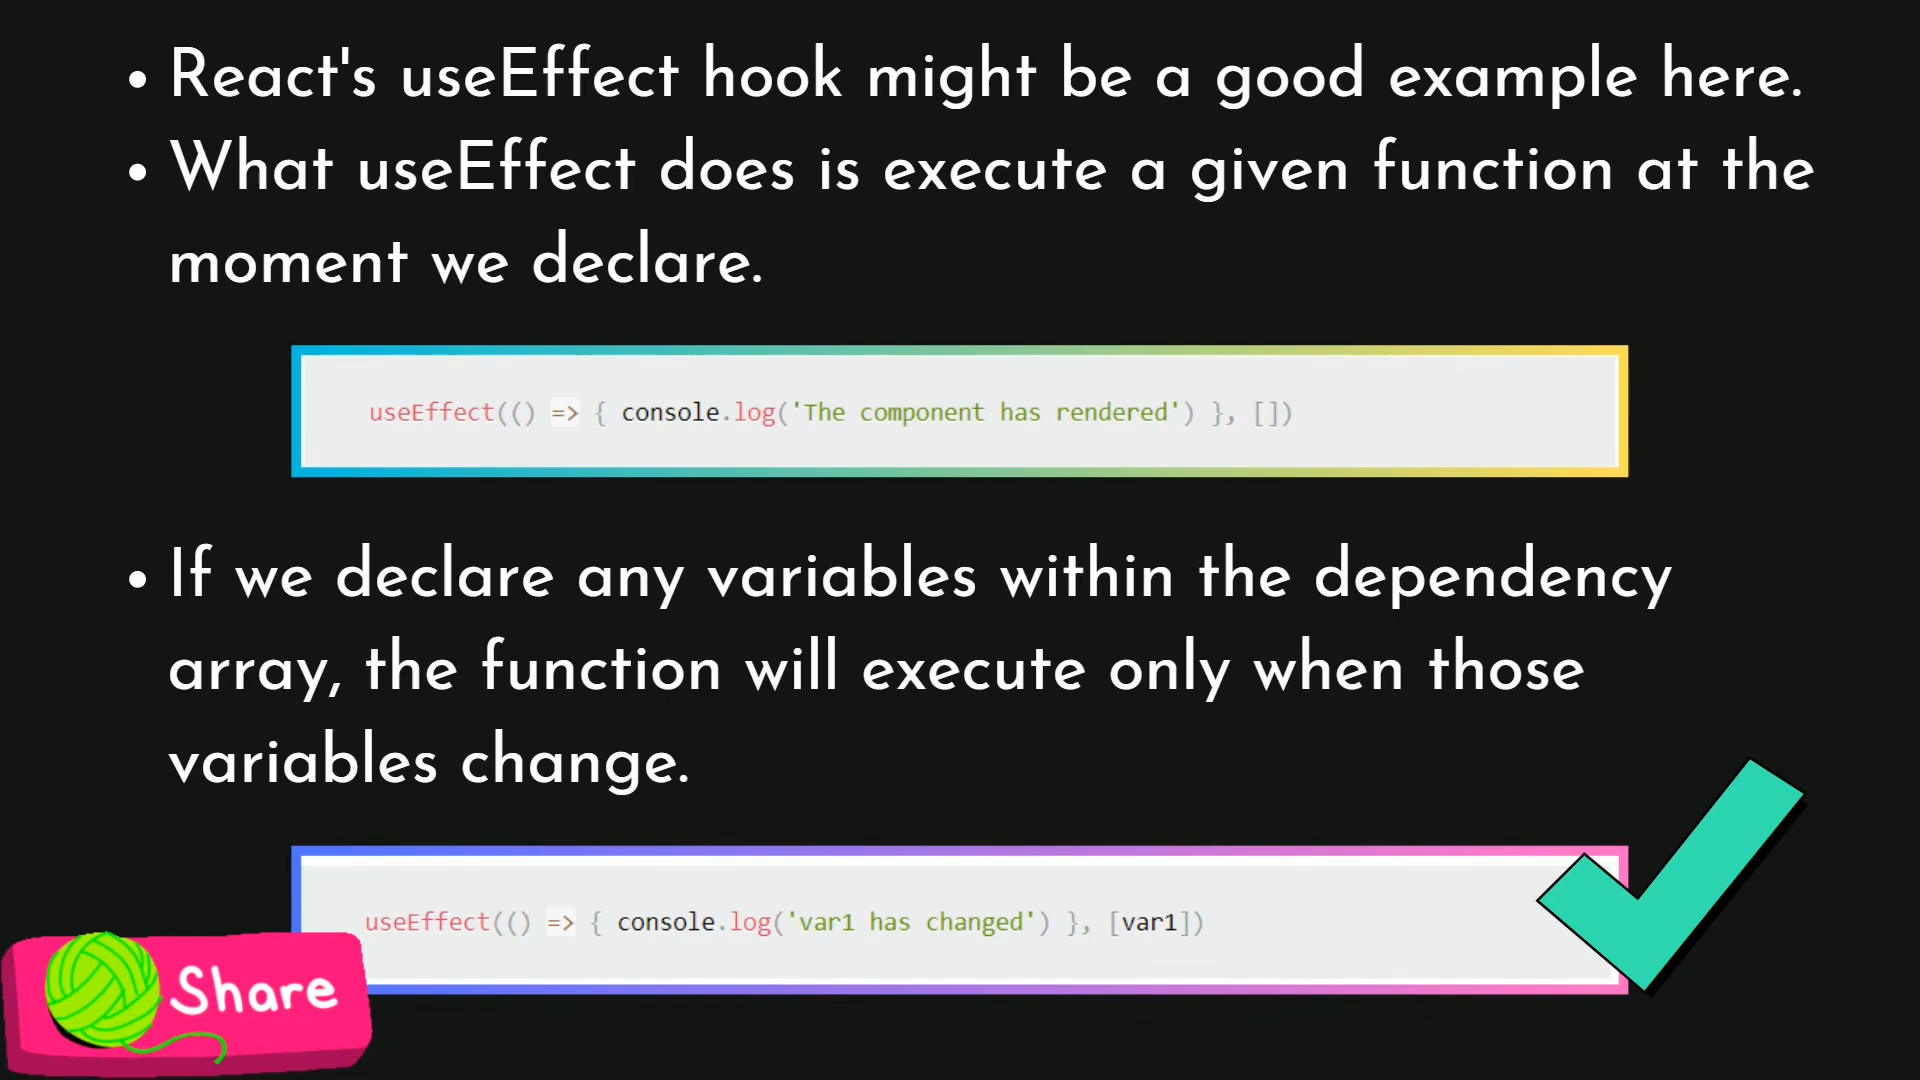 • React's useEffect hook might be a good example here.
• What useEffect does is execute a given function at the
moment we declare.
useEffect(() => { console.log('The component has rendered') }, [])
• If we declare any variables within the dependency
array, the function will execute only when those
variables change.
useEffect(() => { console.log('var1 has changed') }, [var1])
Share